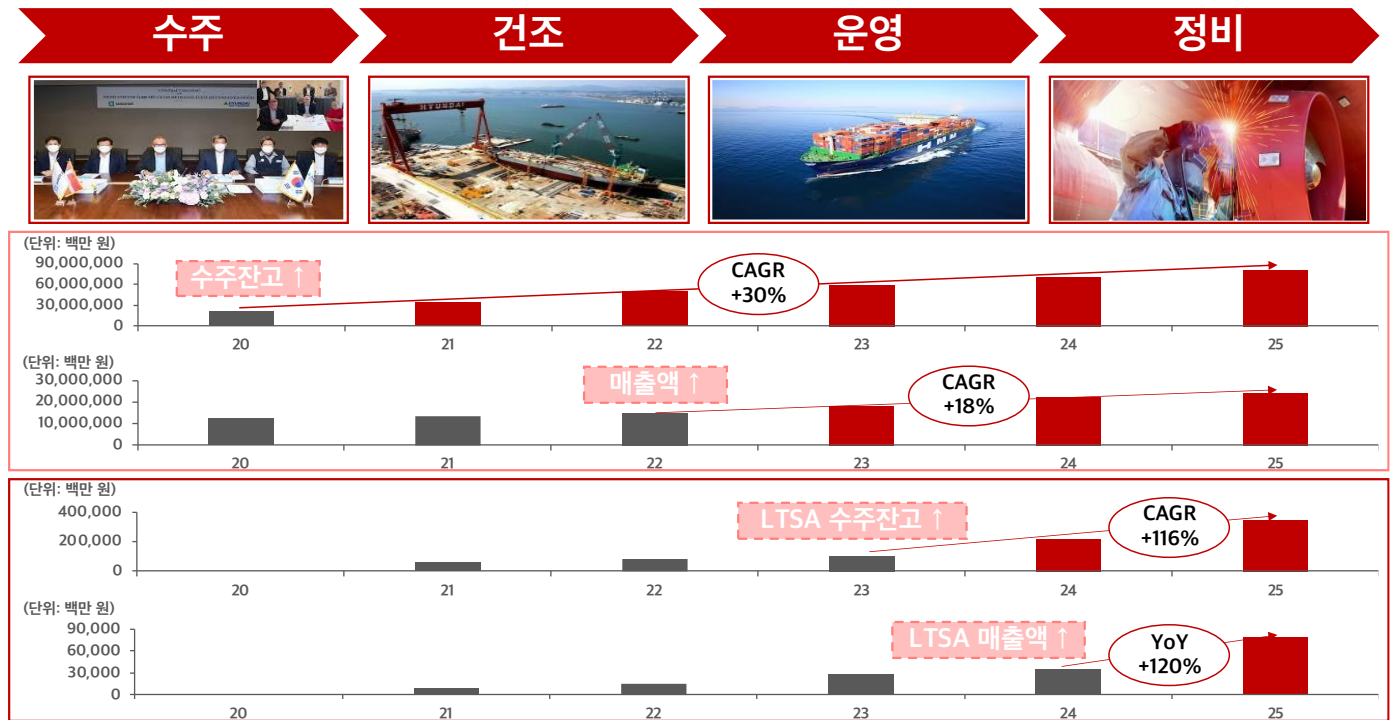 수주
건조
운영
정비
HYUNDAI
HYUNDAI
HMM
(단위: 백만 원)
90,000,000
60,000,000
30,000,000
0
수주잔고 ↑
CAGR
+30%
20
21
22
23
24
25
(단위: 백만 원)
30,000,000
20,000,000
10,000,000
0
매출액 ↑
CAGR
+18%
20
21
22
23
24
25
(단위: 백만 원)
400,000
200,000
0
LTSA 수주잔고 ↑
CAGR
+116%
20
21
22
23
24
25
(단위: 백만 원)
90,000
60,000
30,000
0
LTSA 매출액 ↑
YoY
+120%
20
21
22
23
24
25